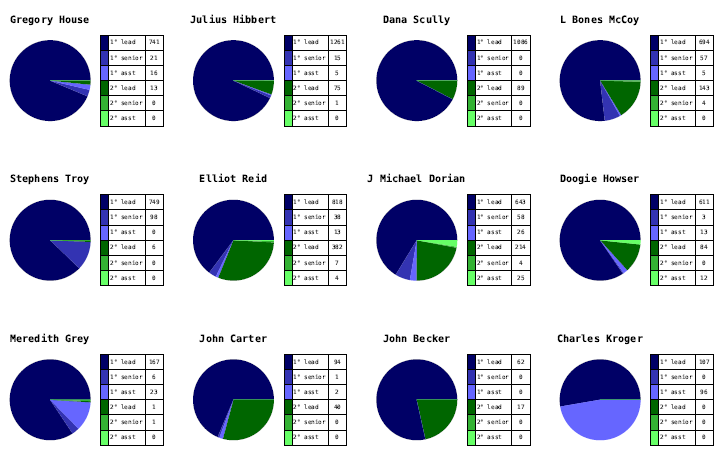 Gregory House
1° lead 741
1° senior 21
1° asst 16
2° lead 13
2° senior 0
2° asst 0
Julius Hibbert
1° lead 1261
1° senior 15
1° asst 5
2° lead 75
2° senior 1
2° asst 0
Dana Scully
1° lead 1086
1° senior 0
1° asst 0
2° lead 89
2° senior 0
2° asst 0
L Bones McCoy
1° lead 694
1° senior 57
1° asst 5
2° lead 143
2° senior 4
2° asst 0
Stephens Troy
1° lead 749
1° senior 98
1° asst 0
2° lead 6
2° senior 0
2° asst 0
Elliot Reid
1° lead 818
1° senior 38
1° asst 13
2° lead 382
2° senior 7
2° asst 4
J Michael Dorian
1° lead 643
1° senior 58
1° asst 26
2° lead 214
2° senior 4
2° asst 25
Doogie Howser
1° lead 611
1° senior 3
1° asst 13
2° lead 84
2° senior 0
2° asst 12
Meredith Grey
1° lead 167
1° senior 6
1° asst 23
2° lead 1
2° senior 1
2° asst 0
John Carter
1° lead 94
1° senior 1
1° asst 2
2° lead 40
2° senior 0
2° asst 0
John Becker
1° lead 62
1° senior 0
1° asst 0
2° lead 17
2° senior 0
2° asst 0
Charles Kroger
1° lead 107
1° senior 0
1° asst 96
2° lead 0
2° senior 0
2° asst 0